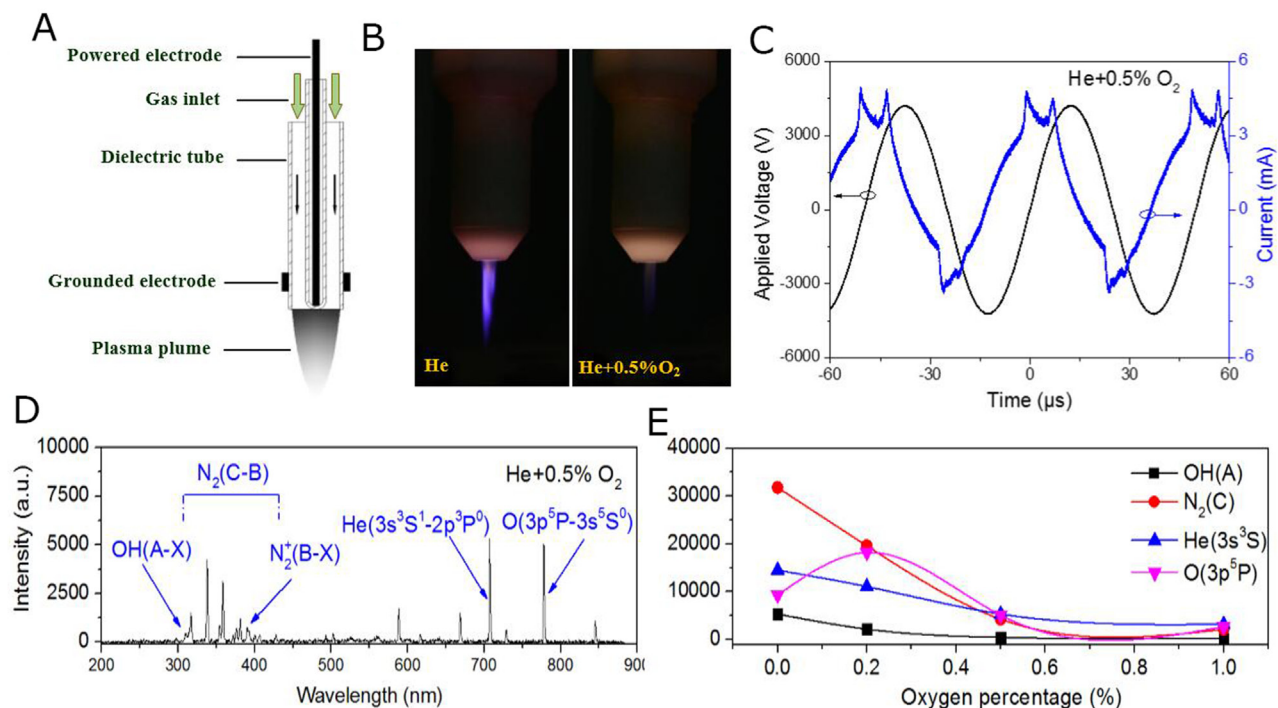 A
Powered electrode
Gas inlet
Dielectric tube
Grounded electrode
Plasma plume
B
He
He+0.5%O₂
C
He+0.5% O₂
Applied Voltage (V)
6000
3000
0
-3000
-6000
Current (mA)
6
3
0
-3
-6
-60
-30
0
30
60
Time (µs)
D
He+0.5% O₂
Intensity (a.u.)
10000
7500
5000
2500
0
N₂(C-B)
OH(A-X)
N₂⁺(B-X)
He(3s³S¹-2p³P⁰)
O(3p⁵P-3s⁵S⁰)
200
300
400
500
600
700
800
900
Wavelength (nm)
E
40000
30000
20000
10000
0
OH(A)
N₂(C)
He(3s³S)
O(3p⁵P)
0.0
0.2
0.4
0.6
0.8
1.0
Oxygen percentage (%)